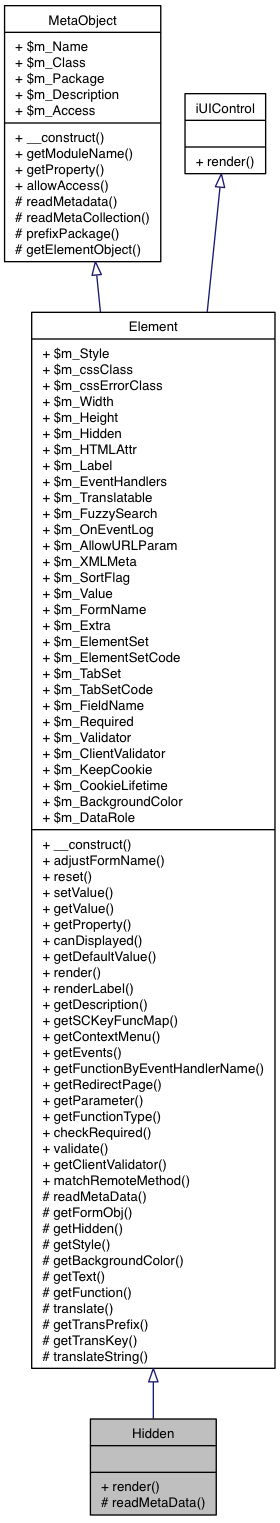 MetaObject
+ $m_Name
+ $m_Class
+ $m_Package
+ $m_Description
+ $m_Access
+ __construct()
+ getModuleName()
+ getProperty()
+ allowAccess()
# readMetadata()
# readMetaCollection()
# prefixPackage()
# getElementObject()
iUIControl
+ render()
Element
+ $m_Style
+ $m_cssClass
+ $m_cssErrorClass
+ $m_Width
+ $m_Height
+ $m_Hidden
+ $m_HTMLAttr
+ $m_Label
+ $m_EventHandlers
+ $m_Translatable
+ $m_FuzzySearch
+ $m_OnEventLog
+ $m_AllowURLParam
+ $m_XMLMeta
+ $m_SortFlag
+ $m_Value
+ $m_FormName
+ $m_Extra
+ $m_ElementSet
+ $m_ElementSetCode
+ $m_TabSet
+ $m_TabSetCode
+ $m_FieldName
+ $m_Required
+ $m_Validator
+ $m_ClientValidator
+ $m_KeepCookie
+ $m_CookieLifetime
+ $m_BackgroundColor
+ $m_DataRole
+ __construct()
+ adjustFormName()
+ reset()
+ setValue()
+ getValue()
+ getProperty()
+ canDisplayed()
+ getDefaultValue()
+ render()
+ renderLabel()
+ getDescription()
+ getSCKeyFuncMap()
+ getContextMenu()
+ getEvents()
+ getFunctionByEventHandlerName()
+ getRedirectPage()
+ getParameter()
+ getFunctionType()
+ checkRequired()
+ validate()
+ getClientValidator()
+ matchRemoteMethod()
# readMetaData()
# getFormObj()
# getHidden()
# getStyle()
# getBackgroundColor()
# getText()
# getFunction()
# translate()
# getTransPrefix()
# getTransKey()
# translateString()
Hidden
+ render()
# readMetaData()